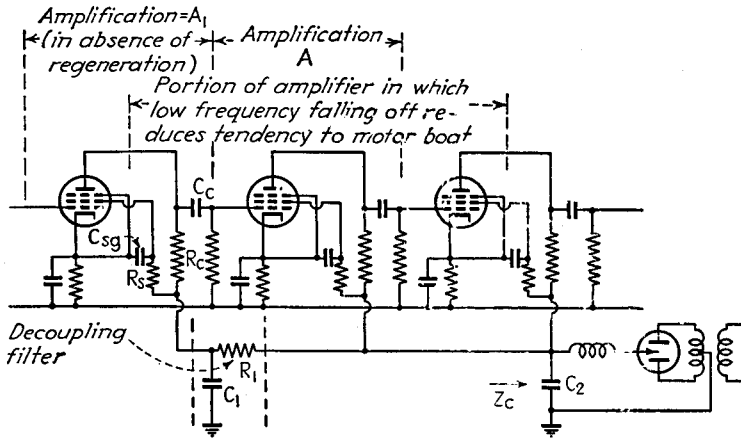 Amplification=A1
(in absence of
regeneration)
Amplification
A
Portion of amplifier in which
low frequency falling off re-
duces tendency to motor boat
Cc
Csg
Rs
Rc
Decoupling
filter
R1
C1
Zc
C2